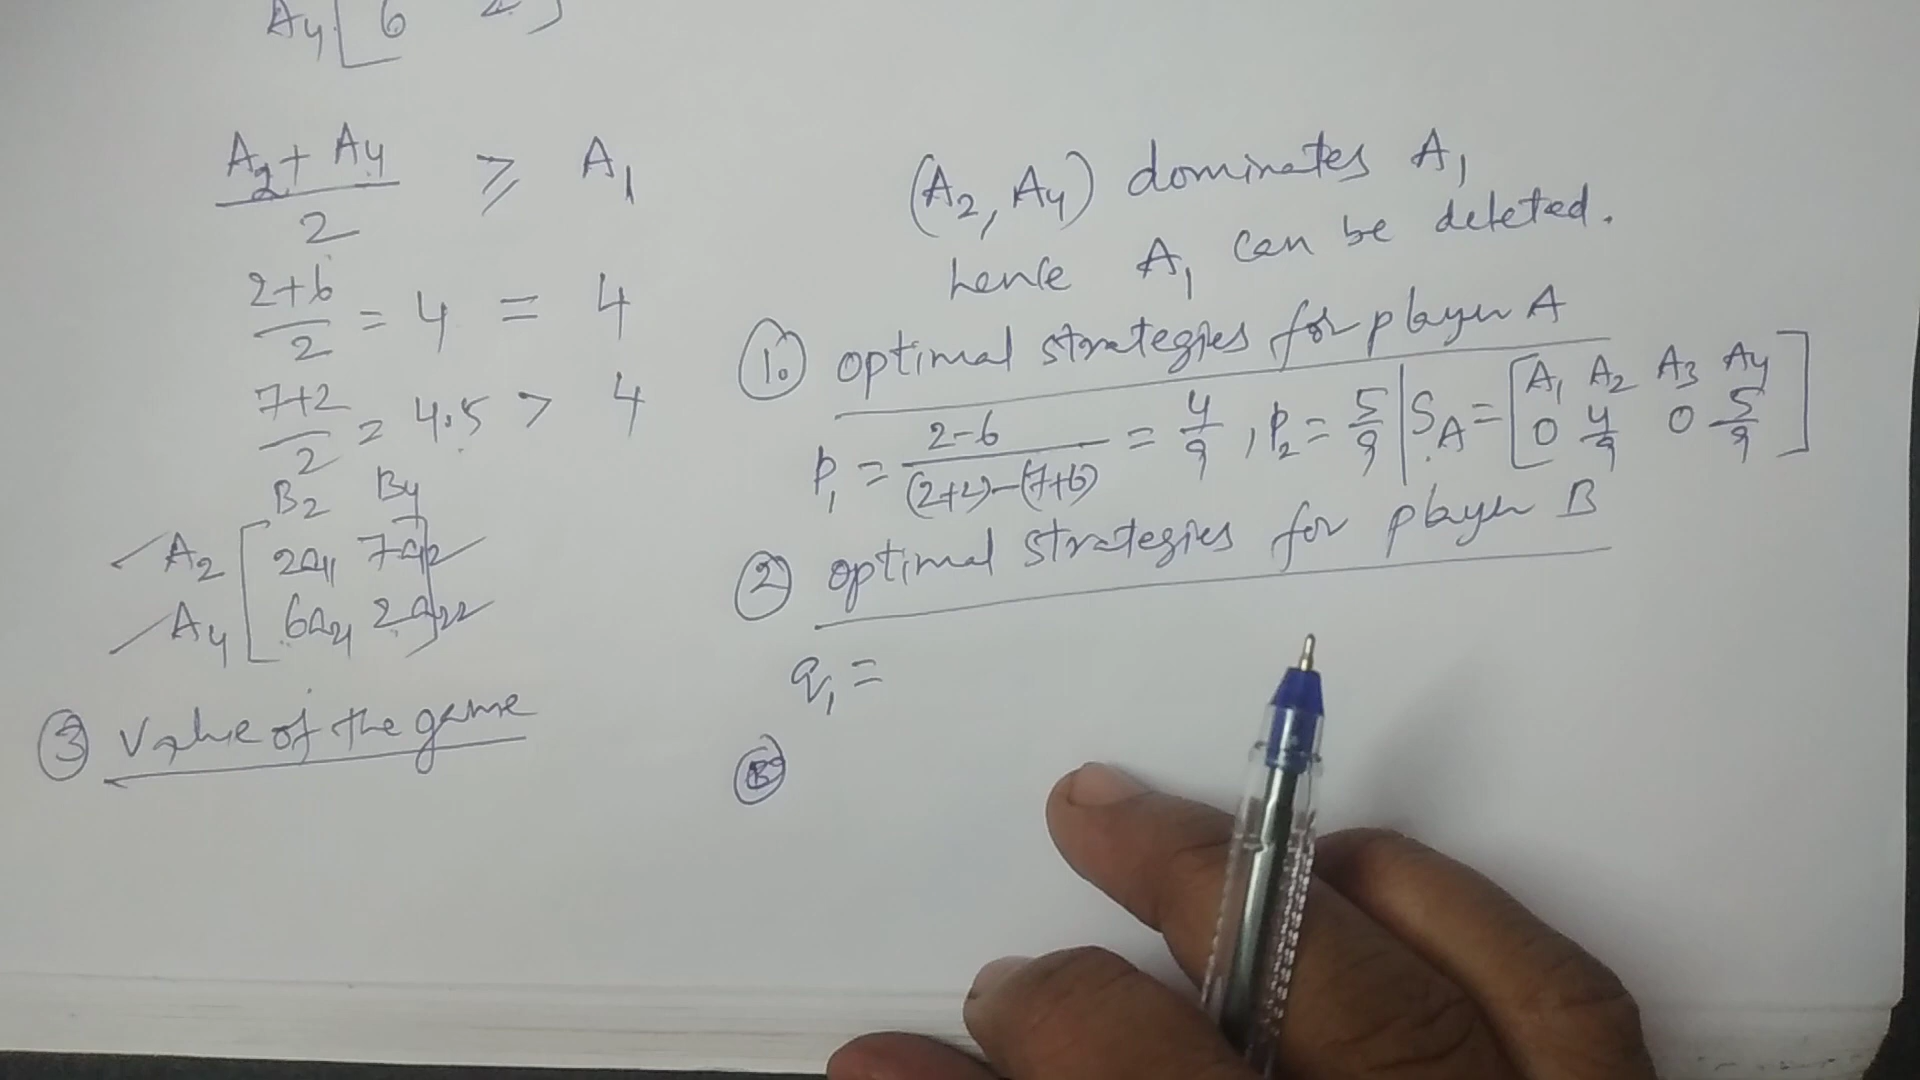 A4 [ 6 2 ]
A2 + A4 / 2 ⩾ A1
2+6 / 2 = 4 = 4
7+2 / 2 = 4.5 > 4
B2 B4
A2 [ 2a11 7a12 ]
A4 [ 6a21 2a22 ]
③ Value of the game
(A2, A4) dominates A1
hence A1 can be deleted.
①. optimal strategies for player A
P1 = 2-6 / (2+2)-(7+6) = 4/9 , P2 = 5/9 | SA = [ A1 A2 A3 A4
0 4/9 0 5/9 ]
② optimal strategies for player B
q1 =